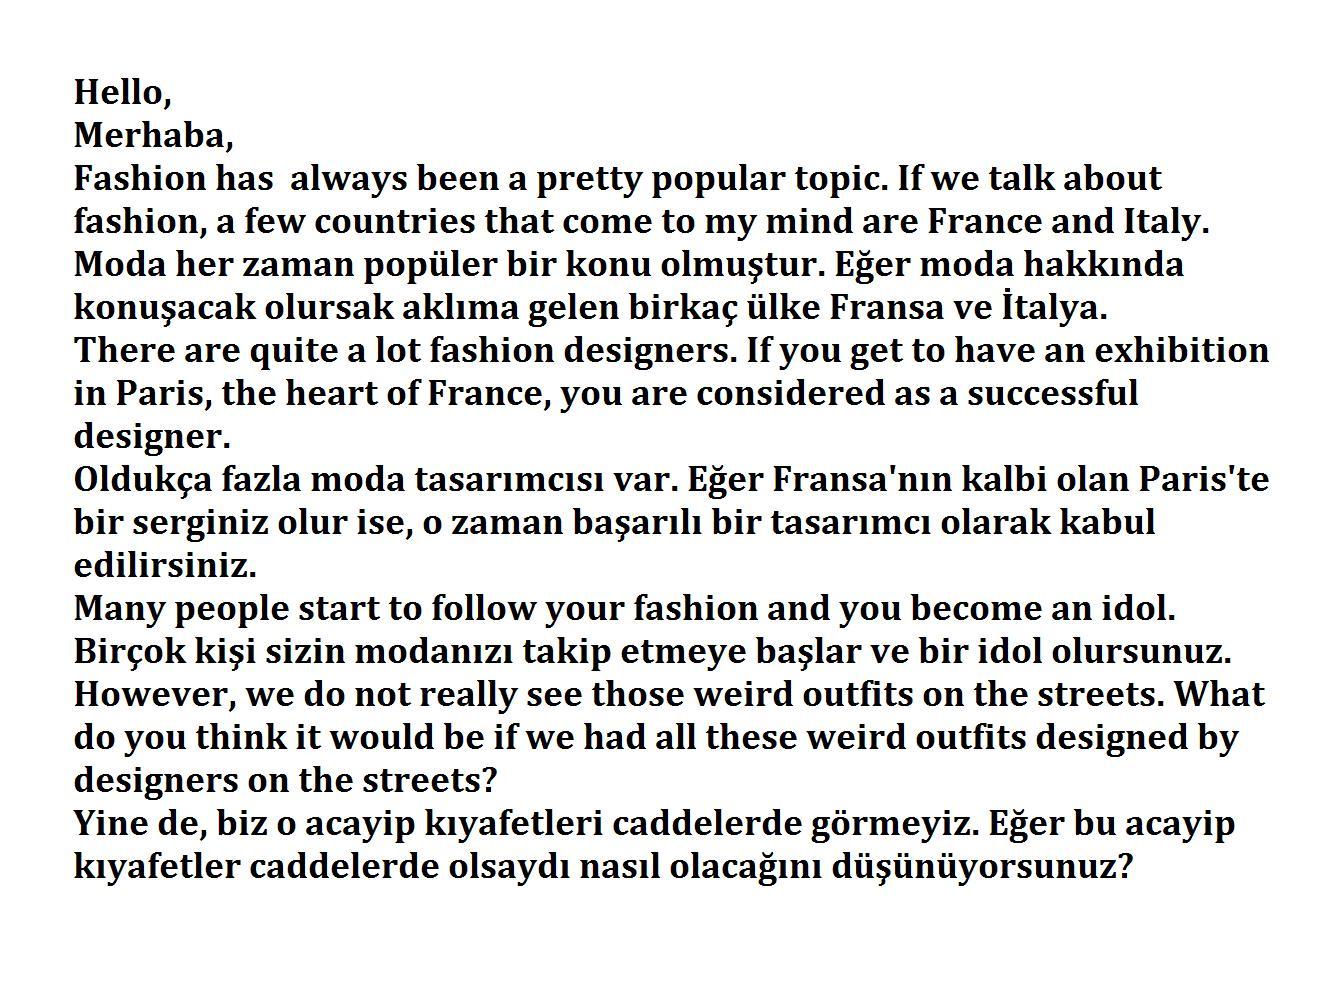 Hello,
Merhaba,
Fashion has  always been a pretty popular topic. If we talk about
fashion, a few countries that come to my mind are France and Italy.
Moda her zaman popüler bir konu olmuştur. Eğer moda hakkında
konuşacak olursak aklıma gelen birkaç ülke Fransa ve İtalya.
There are quite a lot fashion designers. If you get to have an exhibition
in Paris, the heart of France, you are considered as a successful
designer.
Oldukça fazla moda tasarımcısı var. Eğer Fransa'nın kalbi olan Paris'te
bir serginiz olur ise, o zaman başarılı bir tasarımcı olarak kabul
edilirsiniz.
Many people start to follow your fashion and you become an idol.
Birçok kişi sizin modanızı takip etmeye başlar ve bir idol olursunuz.
However, we do not really see those weird outfits on the streets. What
do you think it would be if we had all these weird outfits designed by
designers on the streets?
Yine de, biz o acayip kıyafetleri caddelerde görmeyiz. Eğer bu acayip
kıyafetler caddelerde olsaydı nasıl olacağını düşünüyorsunuz?